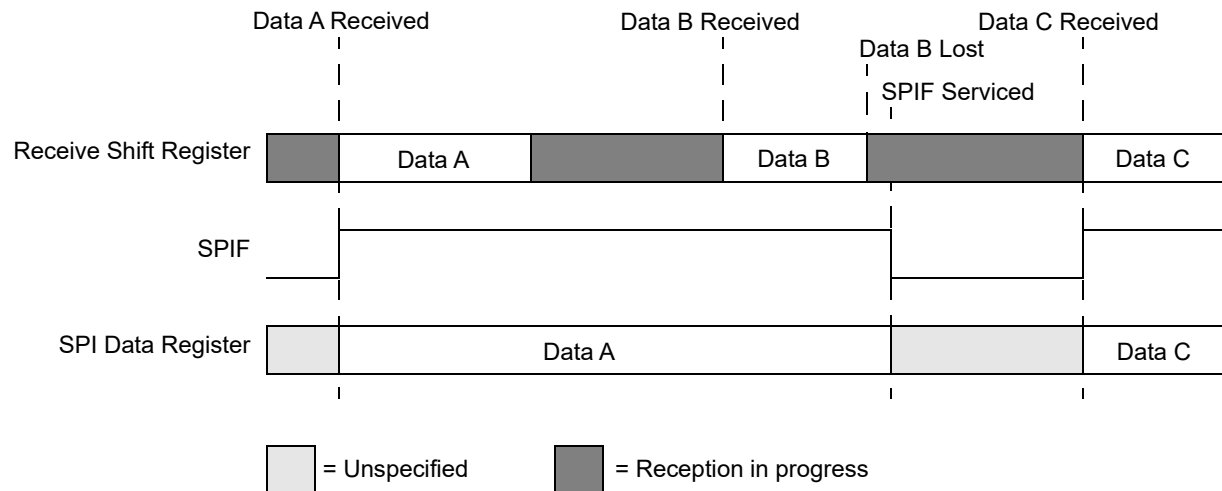 Data A Received
Data B Received
Data C Received
Data B Lost
SPIF Serviced
Receive Shift Register
Data A
Data B
Data C
SPIF
SPI Data Register
Data A
Data C
= Unspecified
= Reception in progress